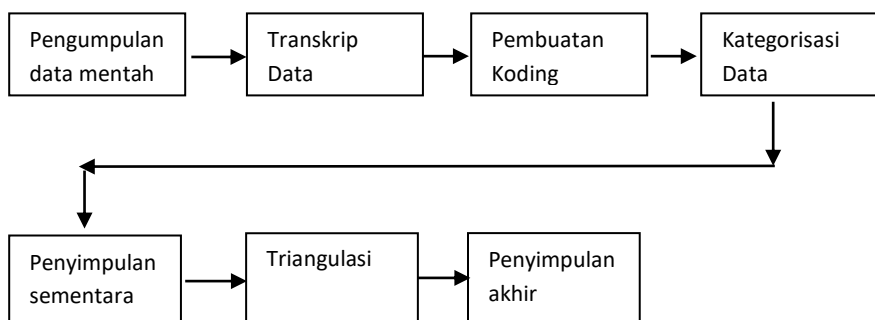 Pengumpulan
data mentah
Transkrip
Data
Pembuatan
Koding
Kategorisasi
Data
Penyimpulan
sementara
Triangulasi
Penyimpulan
akhir